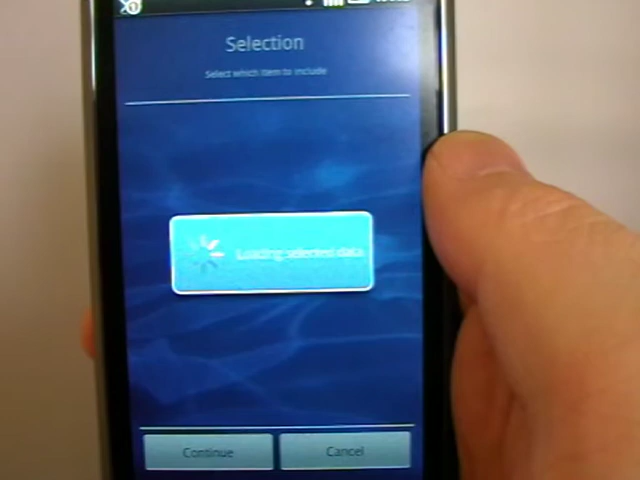 Selection
Select which item to include
Loading selected data
Continue
Cancel